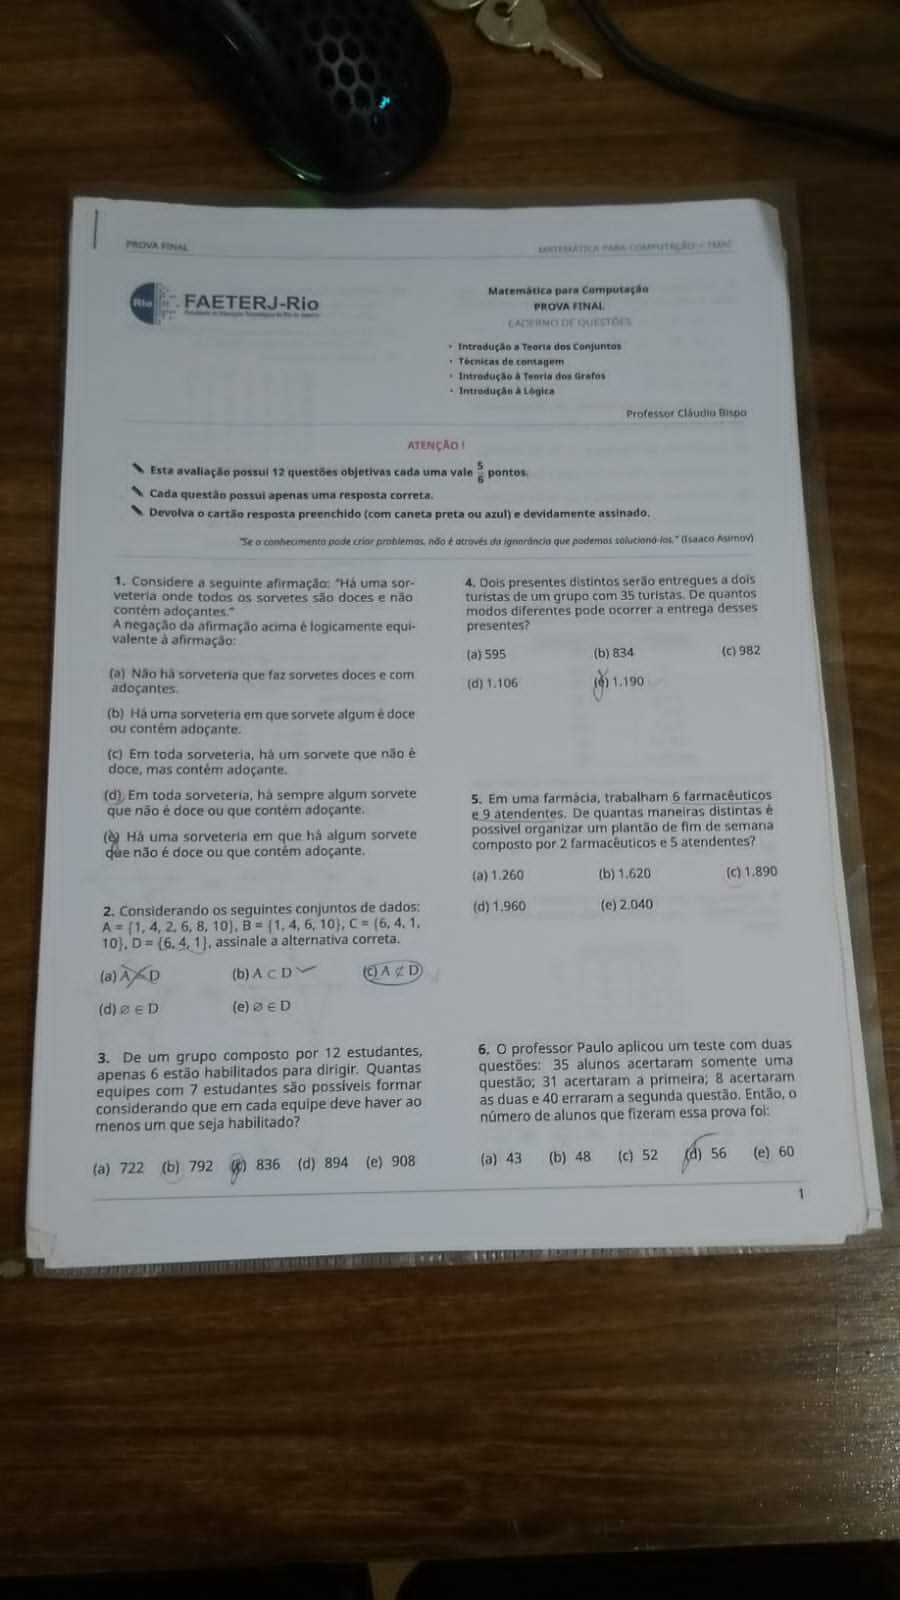 PROVA FINAL
MATEMÁTICA PARA COMPUTAÇÃO -
Rio
FAETERJ-Rio
Matemática para Computação
PROVA FINAL
CADERNO DE QUESTÕES
• Introdução a Teoria dos Conjuntos
• Técnicas de contagem
• Introdução à Teoria dos Grafos
• Introdução à Lógica
Professor Cláudio Bispo
ATENÇÃO !
Esta avaliação possui 12 questões objetivas cada uma vale 5/6 pontos.
Cada questão possui apenas uma resposta correta.
Devolva o cartão resposta preenchido (com caneta preta ou azul) e devidamente assinado.
"Se o conhecimento pode criar problemas, não é através da ignorância que podemos solucioná-los." (Isaaco Asimov)
1. Considere a seguinte afirmação: "Há uma sor-
veteria onde todos os sorvetes são doces e não
contém adoçantes."
A negação da afirmação acima é logicamente equi-
valente à afirmação:
(a) Não há sorveteria que faz sorvetes doces e com
adoçantes.
(b) Há uma sorveteria em que sorvete algum é doce
ou contém adoçante.
(c) Em toda sorveteria, há um sorvete que não é
doce, mas contém adoçante.
(d) Em toda sorveteria, há sempre algum sorvete
que não é doce ou que contém adoçante.
(e) Há uma sorveteria em que há algum sorvete
que não é doce ou que contém adoçante.
2. Considerando os seguintes conjuntos de dados:
A = {1, 4, 2, 6, 8, 10}, B = {1, 4, 6, 10}, C = {6, 4, 1,
10}, D = {6, 4, 1}, assinale a alternativa correta.
(a) A D (b) A ⊂ D (c) A ⊄ D
(d) ∅ ∈ D (e) ∅ ∈ D
3. De um grupo composto por 12 estudantes,
apenas 6 estão habilitados para dirigir. Quantas
equipes com 7 estudantes são possíveis formar
considerando que em cada equipe deve haver ao
menos um que seja habilitado?
(a) 722 (b) 792 (c) 836 (d) 894 (e) 908
4. Dois presentes distintos serão entregues a dois
turistas de um grupo com 35 turistas. De quantos
modos diferentes pode ocorrer a entrega desses
presentes?
(a) 595 (b) 834 (c) 982
(d) 1.106 (e) 1.190
5. Em uma farmácia, trabalham 6 farmacêuticos
e 9 atendentes. De quantas maneiras distintas é
possível organizar um plantão de fim de semana
composto por 2 farmacêuticos e 5 atendentes?
(a) 1.260 (b) 1.620 (c) 1.890
(d) 1.960 (e) 2.040
6. O professor Paulo aplicou um teste com duas
questões: 35 alunos acertaram somente uma
questão; 31 acertaram a primeira; 8 acertaram
as duas e 40 erraram a segunda questão. Então, o
número de alunos que fizeram essa prova foi:
(a) 43 (b) 48 (c) 52 (d) 56 (e) 60
1